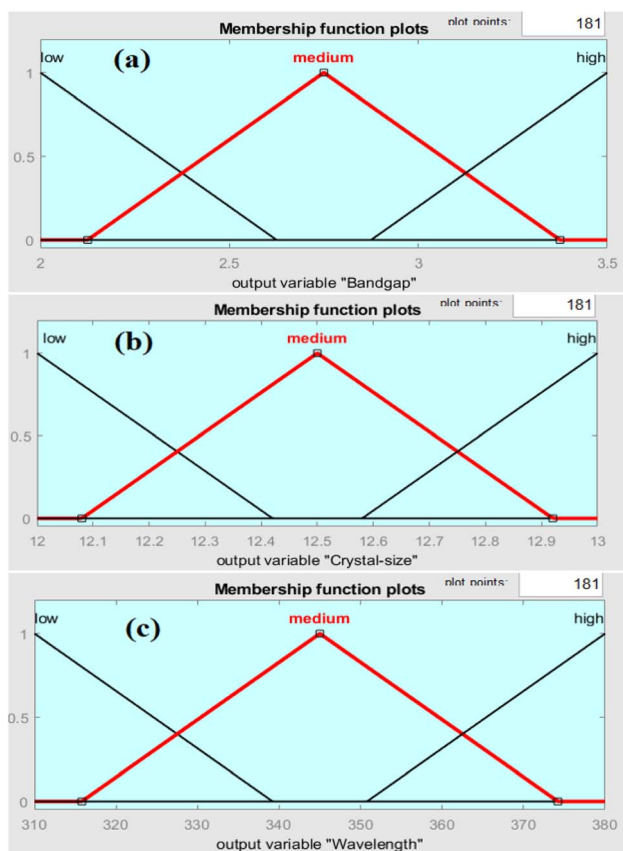 Membership function plots plot points: 181
low (a) medium high
1
0.5
0
2 2.5 3 3.5
output variable "Bandgap"
Membership function plots plot points: 181
low (b) medium high
1
0.5
0
12 12.1 12.2 12.3 12.4 12.5 12.6 12.7 12.8 12.9 13
output variable "Crystal-size"
Membership function plots plot points: 181
low (c) medium high
1
0.5
0
310 320 330 340 350 360 370 380
output variable "Wavelength"